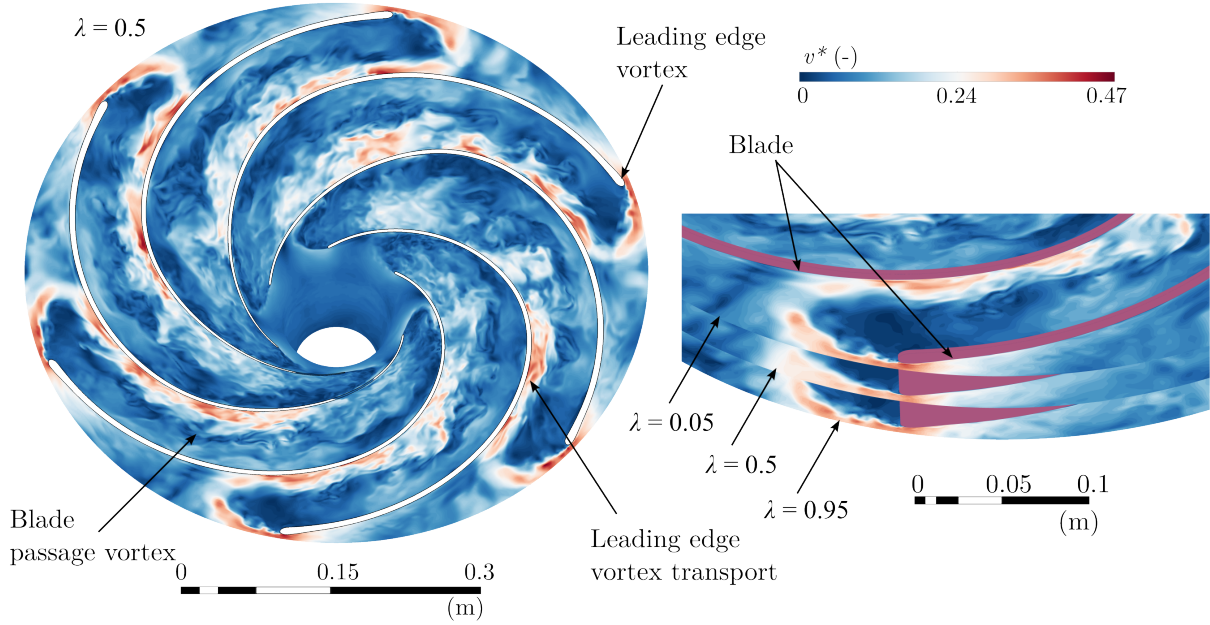 λ = 0.5
Leading edge
vortex
v* (-)
0 0.24 0.47
Blade
λ = 0.05
λ = 0.5
λ = 0.95
0 0.05 0.1
(m)
Blade
passage vortex
Leading edge
vortex transport
0 0.15 0.3
(m)